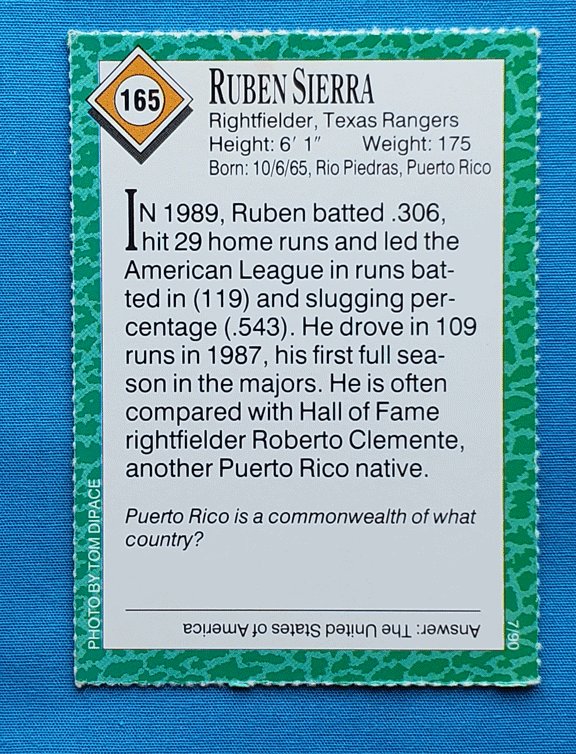 165
RUBEN SIERRA
Rightfielder, Texas Rangers
Height: 6′ 1″ Weight: 175
Born: 10/6/65, Rio Piedras, Puerto Rico
IN 1989, Ruben batted .306,
hit 29 home runs and led the
American League in runs bat-
ted in (119) and slugging per-
centage (.543). He drove in 109
runs in 1987, his first full sea-
son in the majors. He is often
compared with Hall of Fame
rightfielder Roberto Clemente,
another Puerto Rico native.
Puerto Rico is a commonwealth of what
country?
Answer: The United States of America
PHOTO BY TOM DIPACE
7/90